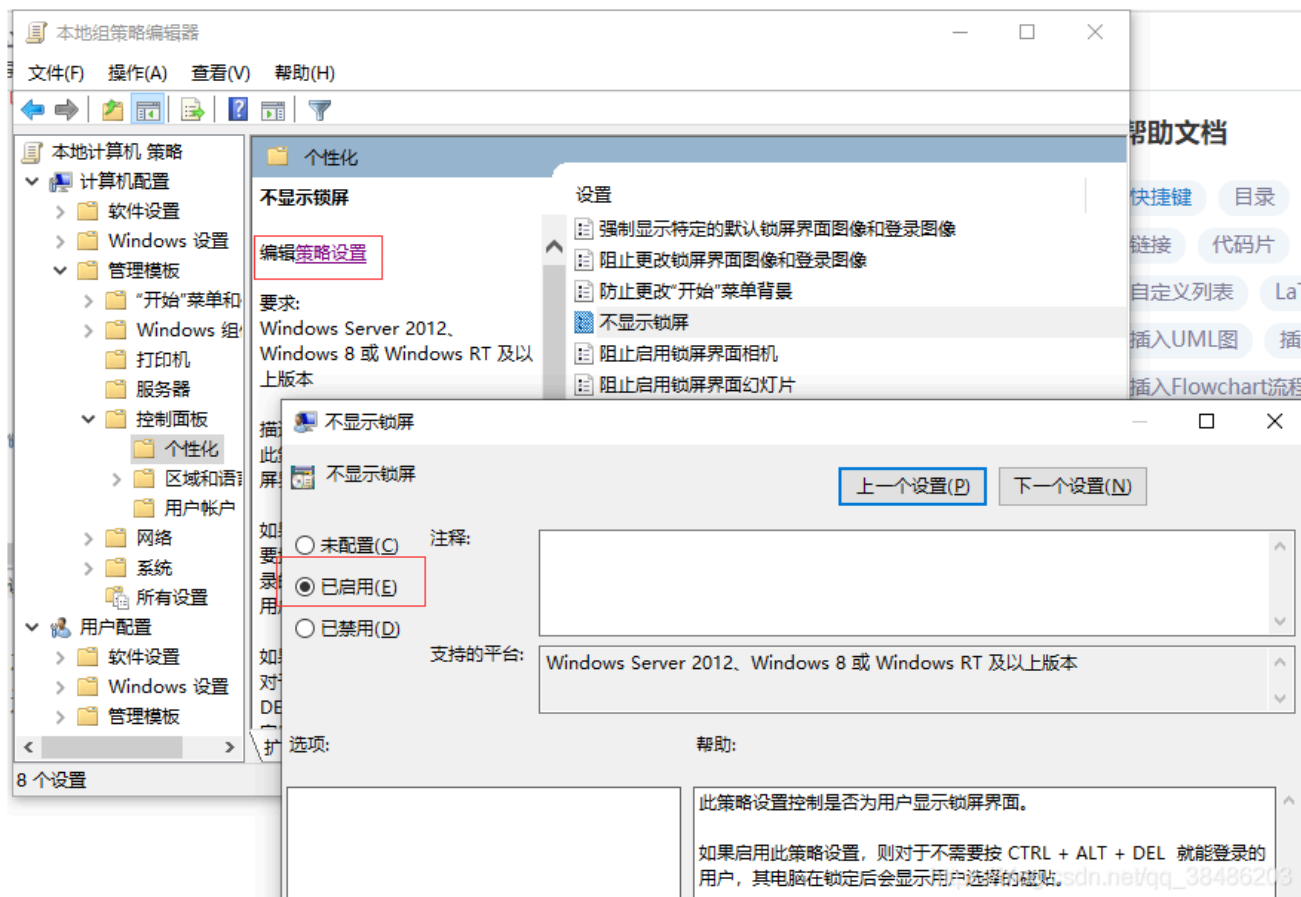 本地组策略编辑器
文件(F) 操作(A) 查看(V) 帮助(H)
本地计算机 策略
计算机配置
软件设置
Windows 设置
管理模板
“开始”菜单和
Windows 组
打印机
服务器
控制面板
个性化
区域和语
用户帐户
网络
系统
所有设置
用户配置
软件设置
Windows 设置
管理模板
8 个设置
个性化
不显示锁屏
编辑策略设置
要求:
Windows Server 2012、
Windows 8 或 Windows RT 及以
上版本
描
此
屏
如
要
录
用
如
对
DE
扩
设置
强制显示特定的默认锁屏界面图像和登录图像
阻止更改锁屏界面图像和登录图像
防止更改“开始”菜单背景
不显示锁屏
阻止启用锁屏界面相机
阻止启用锁屏界面幻灯片
帮助文档
快捷键 目录
链接 代码片
自定义列表 La
插入UML图 插
插入Flowchart流程
不显示锁屏
不显示锁屏
上一个设置(P) 下一个设置(N)
未配置(C)
已启用(E)
已禁用(D)
注释:
支持的平台:
Windows Server 2012、Windows 8 或 Windows RT 及以上版本
选项:
帮助:
此策略设置控制是否为用户显示锁屏界面。
如果启用此策略设置，则对于不需要按 CTRL + ALT + DEL 就能登录的
用户，其电脑在锁定后会显示用户选择的磁贴。
csdn.net/qq_38486203